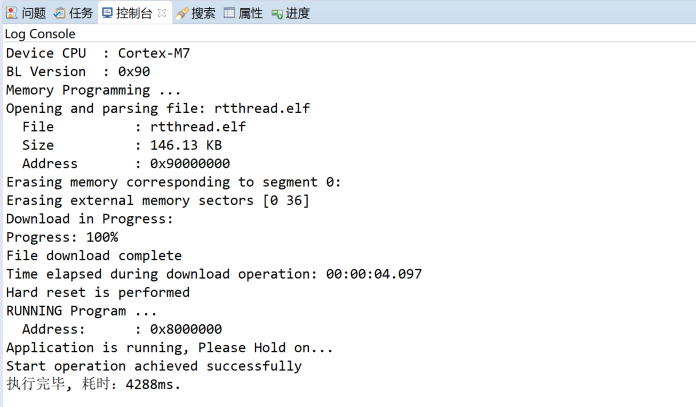 问题 任务 控制台 搜索 属性 进度
Log Console
Device CPU  : Cortex-M7
BL Version  : 0x90
Memory Programming ...
Opening and parsing file: rtthread.elf
  File          : rtthread.elf
  Size          : 146.13 KB
  Address       : 0x90000000
Erasing memory corresponding to segment 0:
Erasing external memory sectors [0 36]
Download in Progress:
Progress: 100%
File download complete
Time elapsed during download operation: 00:00:04.097
Hard reset is performed
RUNNING Program ...
  Address:      : 0x8000000
Application is running, Please Hold on...
Start operation achieved successfully
执行完毕, 耗时：4288ms.